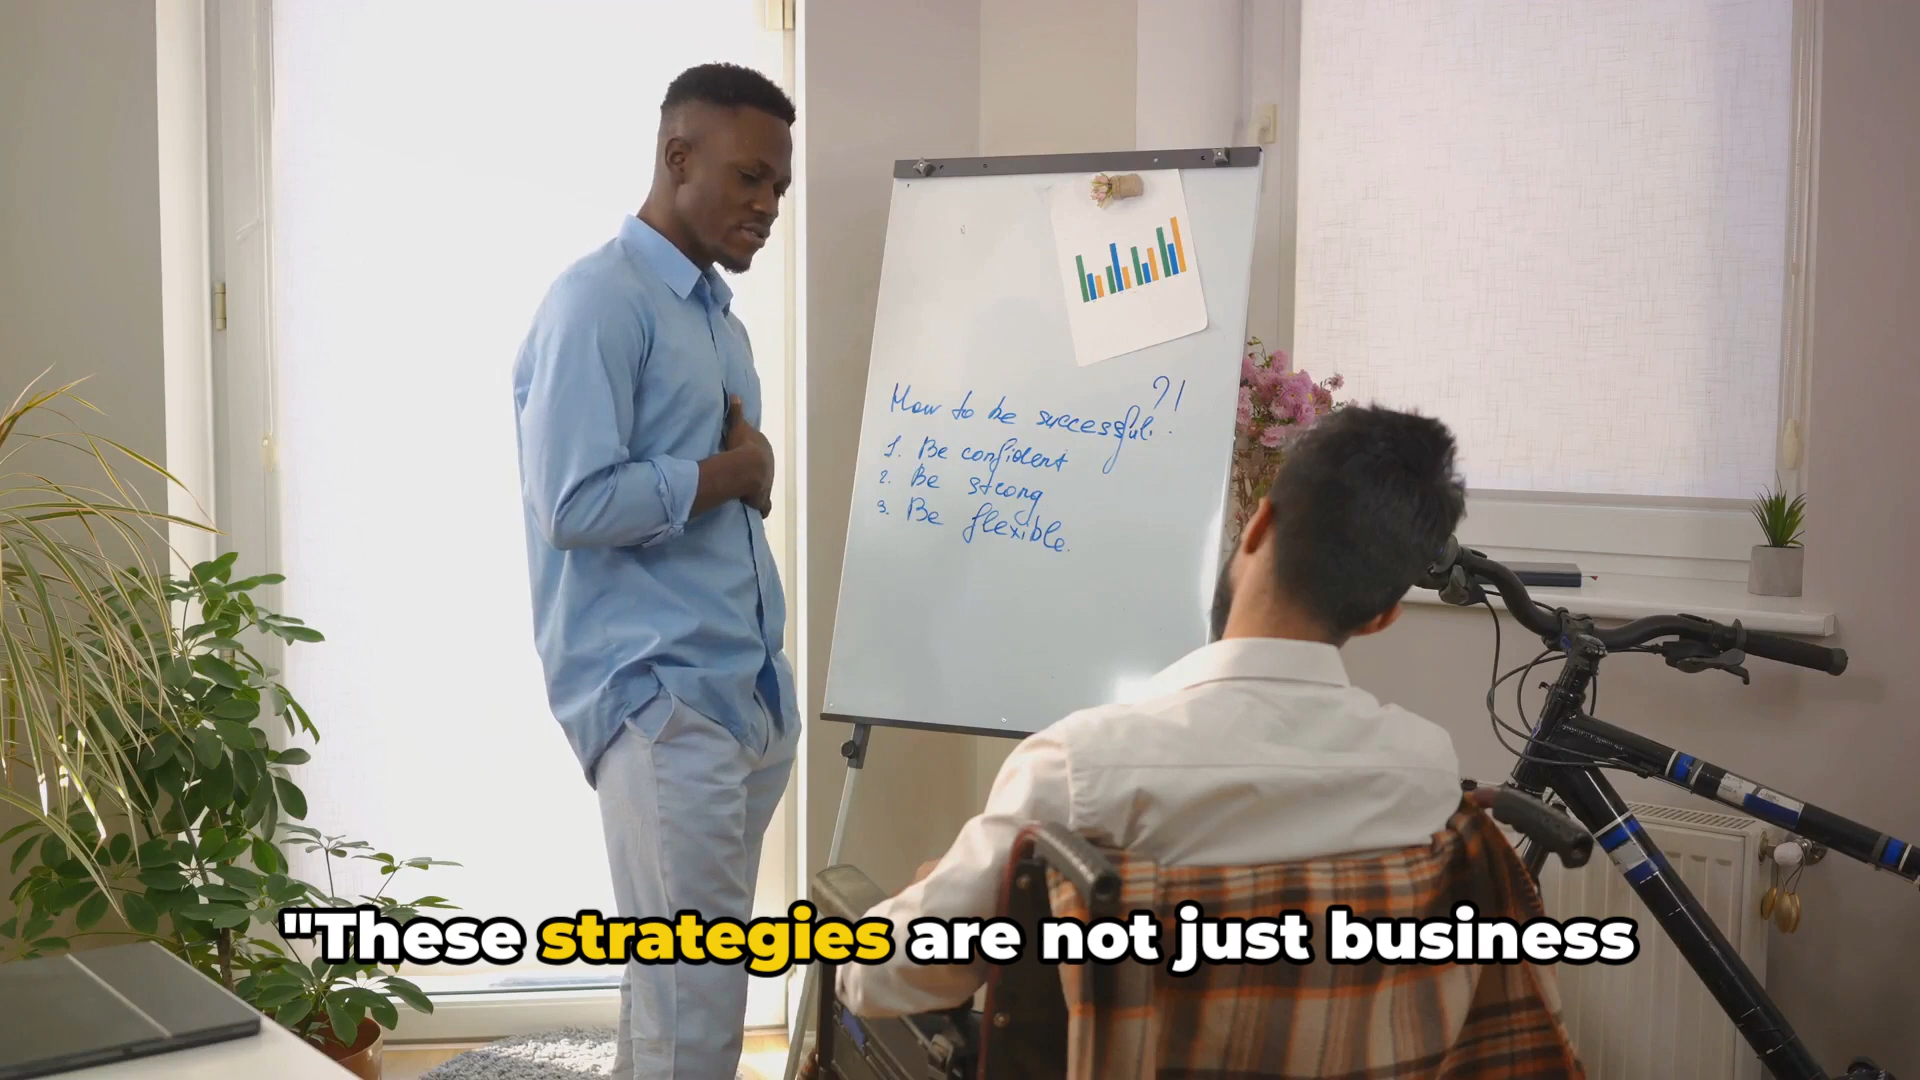 How to be successful?!
1. Be confident
2. Be strong
3. Be flexible.
"These strategies are not just business